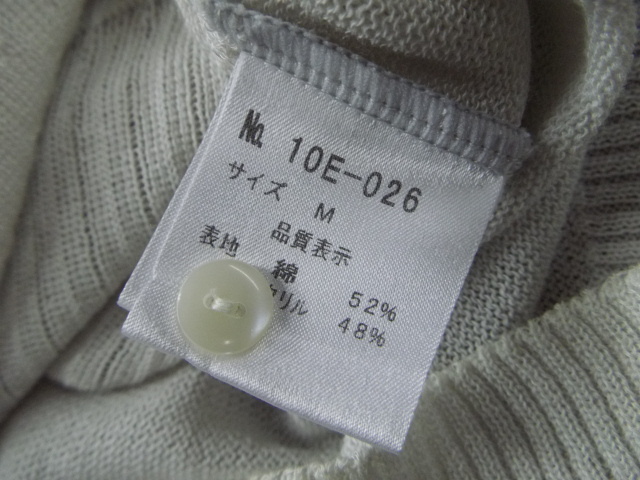 № 10E-026
サイズ M
品質表示
表地 綿 52%
リル 48%